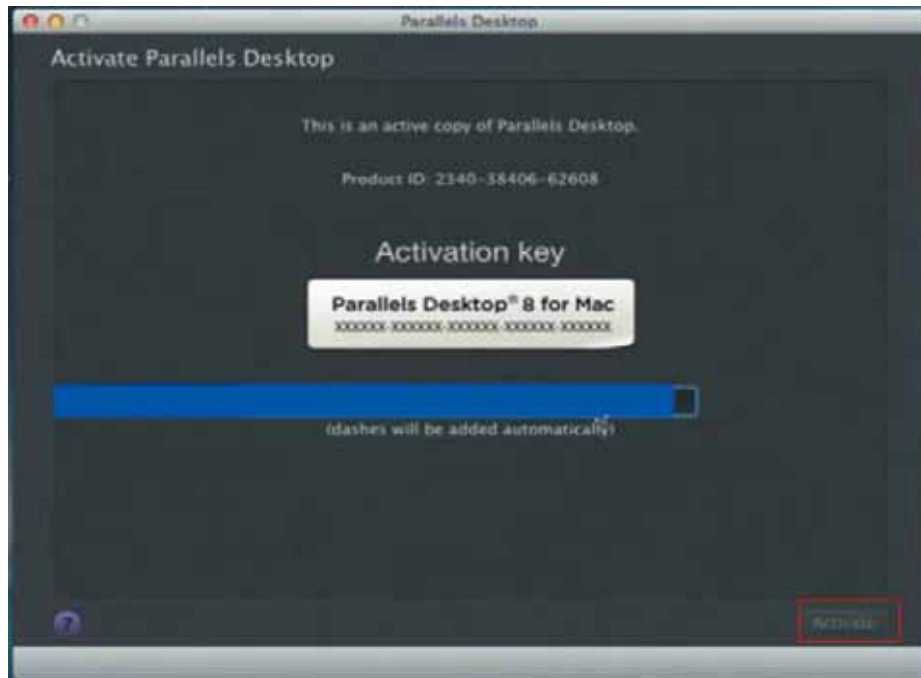 Parallels Desktop
Activate Parallels Desktop
This is an active copy of Parallels Desktop.
Product ID: 2340-38406-62608
Activation key
Parallels Desktop® 8 for Mac
XXXXXX-XXXXXX-XXXXXX-XXXXXX-XXXXXX
(dashes will be added automatically)
?
Activate